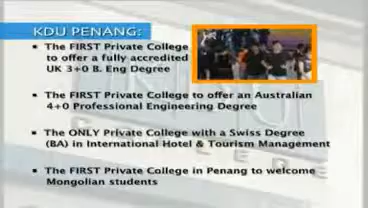 KDU PENANG:
▪ The FIRST Private College
to offer a fully accredited
UK 3+0 B. Eng Degree
▪ The FIRST Private College to offer an Australian
4+0 Professional Engineering Degree
▪ The ONLY Private College with a Swiss Degree
(BA) in International Hotel & Tourism Management
▪ The FIRST Private College in Penang to welcome
Mongolian students